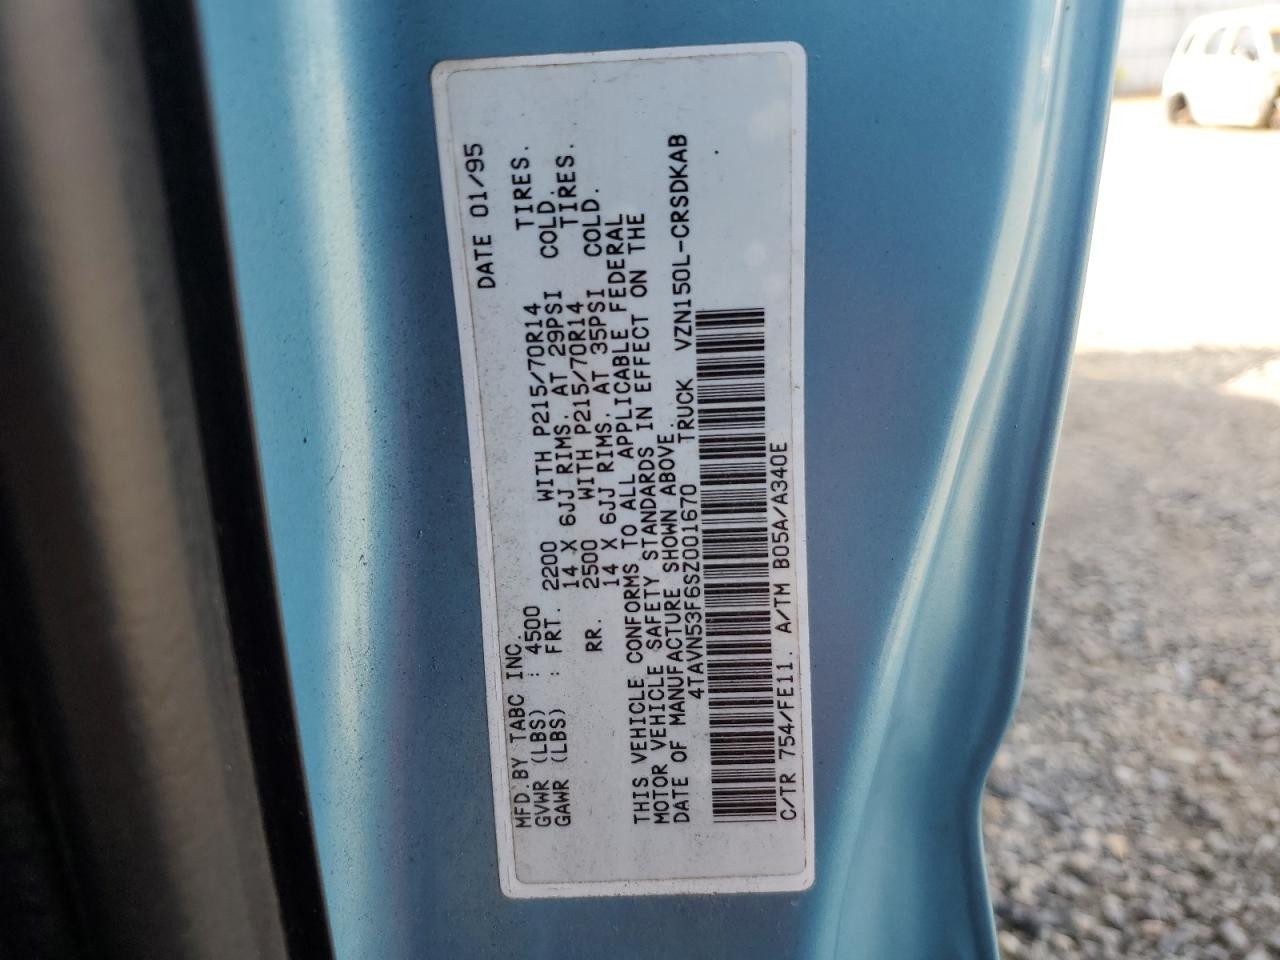 DATE 01/95
MFD.BY TABC INC.
GVWR (LBS) : 4500 WITH P215/70R14 TIRES.
GAWR (LBS) : FRT. 2200 14 X 6JJ RIMS. AT 29PSI COLD.
WITH P215/70R14 TIRES.
RR. 2500 14 X 6JJ RIMS. AT 35PSI COLD.
THIS VEHICLE CONFORMS TO ALL APPLICABLE FEDERAL
MOTOR VEHICLE SAFETY STANDARDS IN EFFECT ON THE
DATE OF MANUFACTURE SHOWN ABOVE.
4TAVN53F6SZ001670 TRUCK VZN150L-CRSDKAB
C/TR 754/FE11. A/TM B05A/A340E